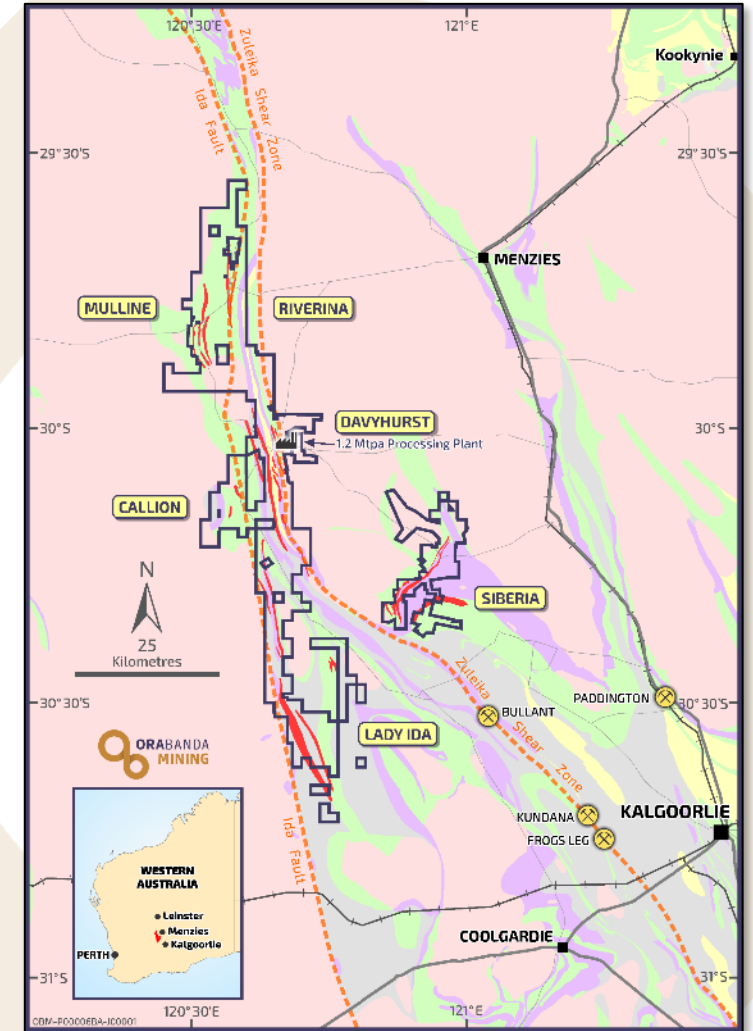 120°30'E
121°E
Kookynie
Zuleika Shear Zone
Ida Fault
29°30'S
29°30'S
MENZIES
MULLINE
RIVERINA
DAVYHURST
1.2 Mtpa Processing Plant
30°S
30°S
CALLION
N
25
Kilometres
SIBERIA
Zuleika Shear Zone
PADDINGTON
30°30'S
30°30'S
BULLANT
LADY IDA
ORABANDA
MINING
KUNDANA
KALGOORLIE
FROGS LEG
Ida Fault
WESTERN
AUSTRALIA
Leinster
Menzies
Kalgoorlie
PERTH
COOLGARDIE
31°S
31°S
120°30'E
121°E